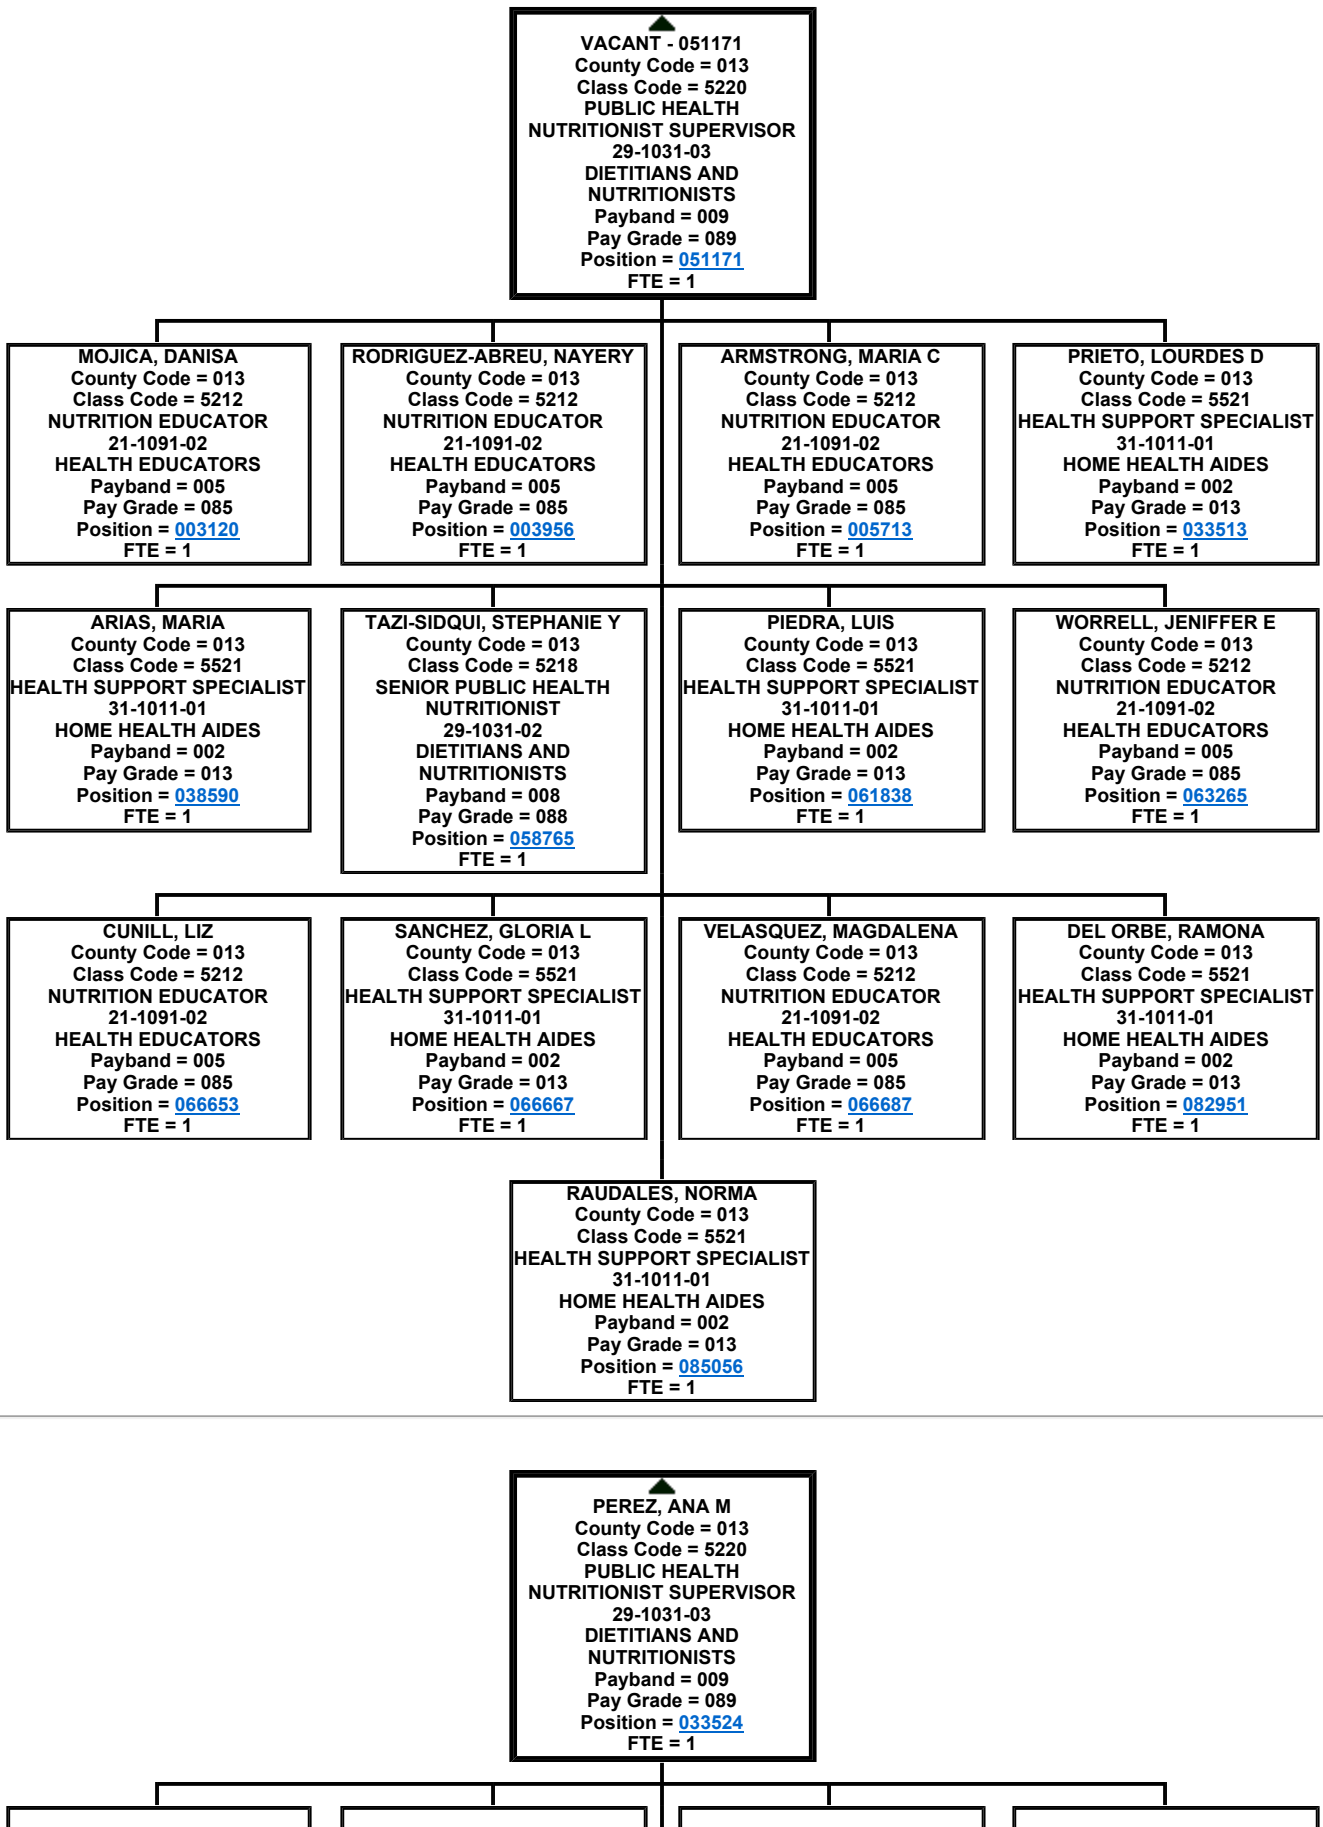 VACANT - 051171
County Code = 013
Class Code = 5220
PUBLIC HEALTH
NUTRITIONIST SUPERVISOR
29-1031-03
DIETITIANS AND
NUTRITIONISTS
Payband = 009
Pay Grade = 089
Position = 051171
FTE = 1
MOJICA, DANISA
County Code = 013
Class Code = 5212
NUTRITION EDUCATOR
21-1091-02
HEALTH EDUCATORS
Payband = 005
Pay Grade = 085
Position = 003120
FTE = 1
RODRIGUEZ-ABREU, NAYERY
County Code = 013
Class Code = 5212
NUTRITION EDUCATOR
21-1091-02
HEALTH EDUCATORS
Payband = 005
Pay Grade = 085
Position = 003956
FTE = 1
ARMSTRONG, MARIA C
County Code = 013
Class Code = 5212
NUTRITION EDUCATOR
21-1091-02
HEALTH EDUCATORS
Payband = 005
Pay Grade = 085
Position = 005713
FTE = 1
PRIETO, LOURDES D
County Code = 013
Class Code = 5521
HEALTH SUPPORT SPECIALIST
31-1011-01
HOME HEALTH AIDES
Payband = 002
Pay Grade = 013
Position = 033513
FTE = 1
ARIAS, MARIA
County Code = 013
Class Code = 5521
HEALTH SUPPORT SPECIALIST
31-1011-01
HOME HEALTH AIDES
Payband = 002
Pay Grade = 013
Position = 038590
FTE = 1
TAZI-SIDQUI, STEPHANIE Y
County Code = 013
Class Code = 5218
SENIOR PUBLIC HEALTH
NUTRITIONIST
29-1031-02
DIETITIANS AND
NUTRITIONISTS
Payband = 008
Pay Grade = 088
Position = 058765
FTE = 1
PIEDRA, LUIS
County Code = 013
Class Code = 5521
HEALTH SUPPORT SPECIALIST
31-1011-01
HOME HEALTH AIDES
Payband = 002
Pay Grade = 013
Position = 061838
FTE = 1
WORRELL, JENIFFER E
County Code = 013
Class Code = 5212
NUTRITION EDUCATOR
21-1091-02
HEALTH EDUCATORS
Payband = 005
Pay Grade = 085
Position = 063265
FTE = 1
CUNILL, LIZ
County Code = 013
Class Code = 5212
NUTRITION EDUCATOR
21-1091-02
HEALTH EDUCATORS
Payband = 005
Pay Grade = 085
Position = 066653
FTE = 1
SANCHEZ, GLORIA L
County Code = 013
Class Code = 5521
HEALTH SUPPORT SPECIALIST
31-1011-01
HOME HEALTH AIDES
Payband = 002
Pay Grade = 013
Position = 066667
FTE = 1
VELASQUEZ, MAGDALENA
County Code = 013
Class Code = 5212
NUTRITION EDUCATOR
21-1091-02
HEALTH EDUCATORS
Payband = 005
Pay Grade = 085
Position = 066687
FTE = 1
DEL ORBE, RAMONA
County Code = 013
Class Code = 5521
HEALTH SUPPORT SPECIALIST
31-1011-01
HOME HEALTH AIDES
Payband = 002
Pay Grade = 013
Position = 082951
FTE = 1
RAUDALES, NORMA
County Code = 013
Class Code = 5521
HEALTH SUPPORT SPECIALIST
31-1011-01
HOME HEALTH AIDES
Payband = 002
Pay Grade = 013
Position = 085056
FTE = 1
PEREZ, ANA M
County Code = 013
Class Code = 5220
PUBLIC HEALTH
NUTRITIONIST SUPERVISOR
29-1031-03
DIETITIANS AND
NUTRITIONISTS
Payband = 009
Pay Grade = 089
Position = 033524
FTE = 1